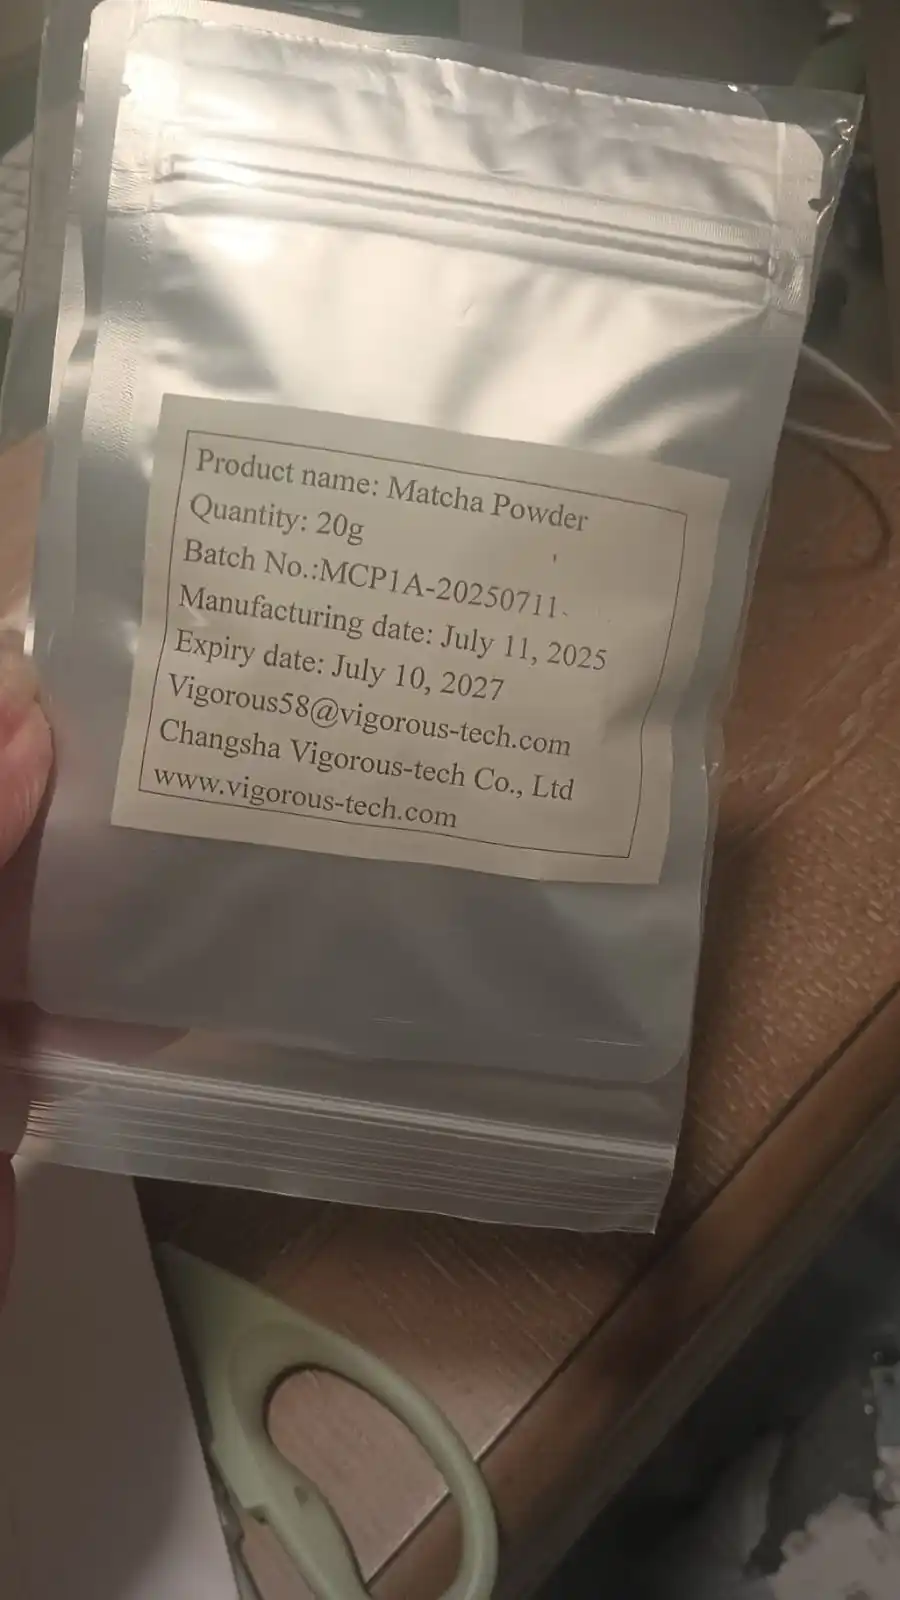 Product name: Matcha Powder
Quantity: 20g
Batch No.:MCP1A-20250711
Manufacturing date: July 11, 2025
Expiry date: July 10, 2027
Vigorous58@vigorous-tech.com
Changsha Vigorous-tech Co., Ltd
www.vigorous-tech.com